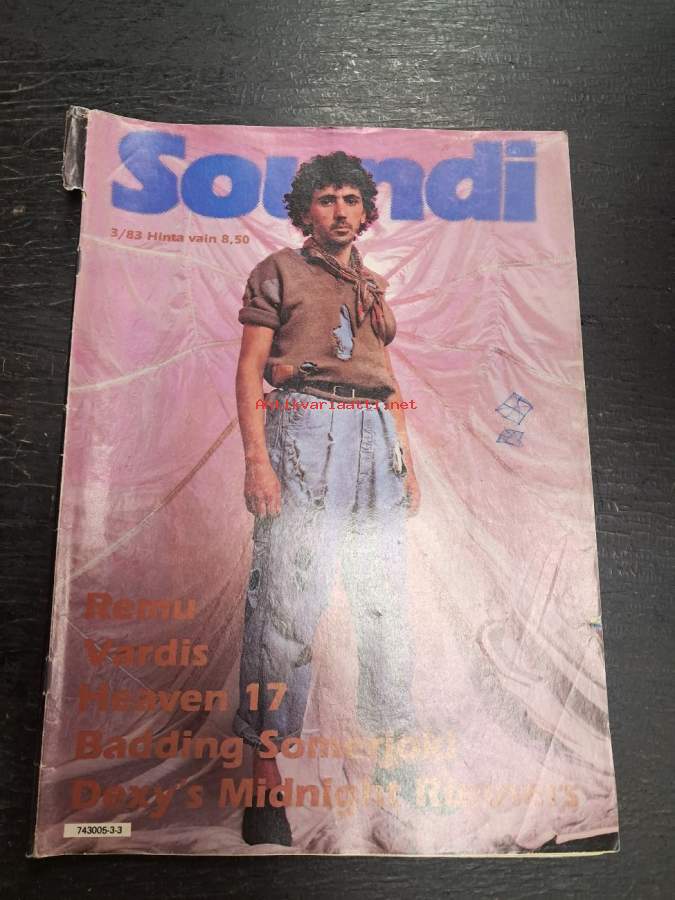 Soundi
3/83 Hinta vain 8,50
Antikvariaatti.net
Remu
Vardis
Heaven 17
Badding Somerjoki
Dexy's Midnight Runners
743005-3-3